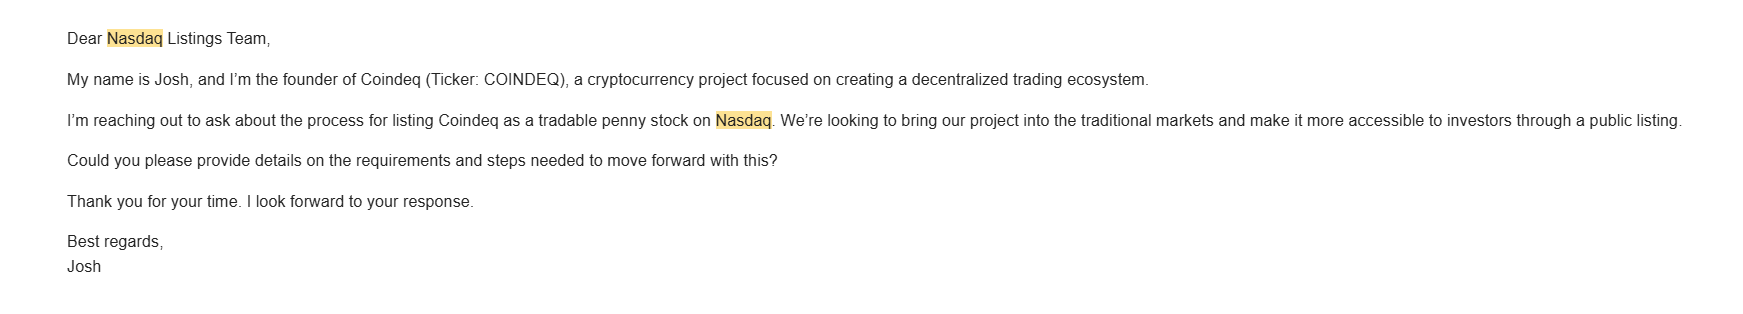 Dear Nasdaq Listings Team,
My name is Josh, and I’m the founder of Coindeq (Ticker: COINDEQ), a cryptocurrency project focused on creating a decentralized trading ecosystem.
I’m reaching out to ask about the process for listing Coindeq as a tradable penny stock on Nasdaq. We’re looking to bring our project into the traditional markets and make it more accessible to investors through a public listing.
Could you please provide details on the requirements and steps needed to move forward with this?
Thank you for your time. I look forward to your response.
Best regards,
Josh